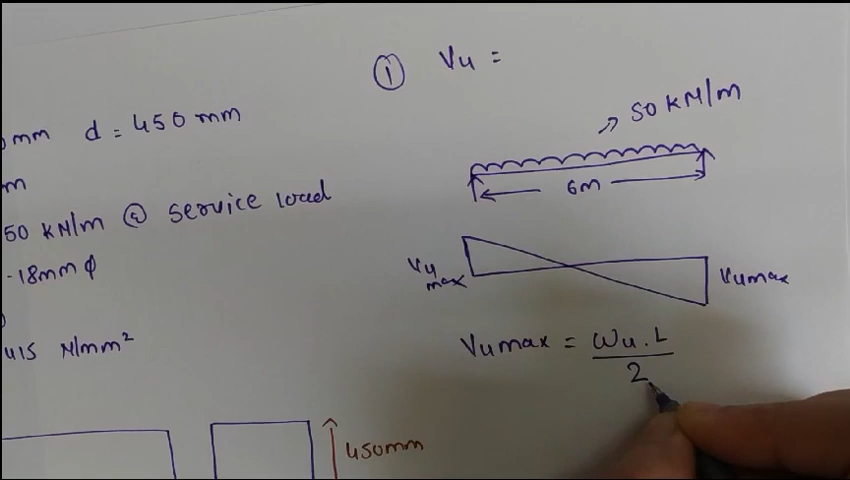 mm d = 450 mm
m
50 KN/m @ service load
-18mm ϕ
415 N/mm²
① Vu =
50 KN/m
6m
Vu max
Vumax
Vumax = ωu . L / 2
450mm